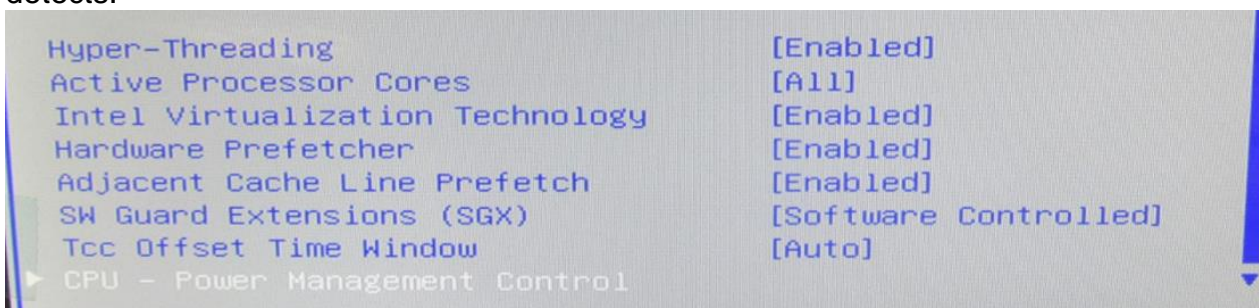 Hyper-Threading [Enabled]
Active Processor Cores [All]
Intel Virtualization Technology [Enabled]
Hardware Prefetcher [Enabled]
Adjacent Cache Line Prefetch [Enabled]
SW Guard Extensions (SGX) [Software Controlled]
Tcc Offset Time Window [Auto]
CPU - Power Management Control